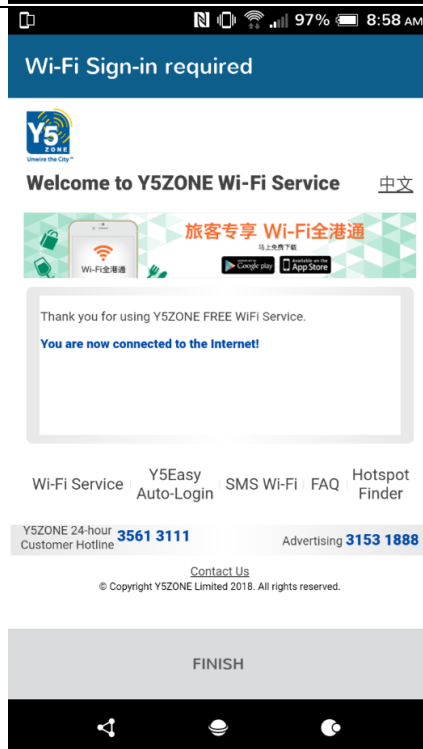 97% 8:58 AM
Wi-Fi Sign-in required
Y5
ZONE
Unwire the City™
Welcome to Y5ZONE Wi-Fi Service 中文
旅客专享 Wi-Fi全港通
马上免费下载
Wi-Fi全港通
Google play
Available on the
App Store
Thank you for using Y5ZONE FREE WiFi Service.
You are now connected to the Internet!
Wi-Fi Service
Y5Easy
Auto-Login
SMS Wi-Fi
FAQ
Hotspot
Finder
Y5ZONE 24-hour
Customer Hotline 3561 3111
Advertising 3153 1888
Contact Us
© Copyright Y5ZONE Limited 2018. All rights reserved.
FINISH